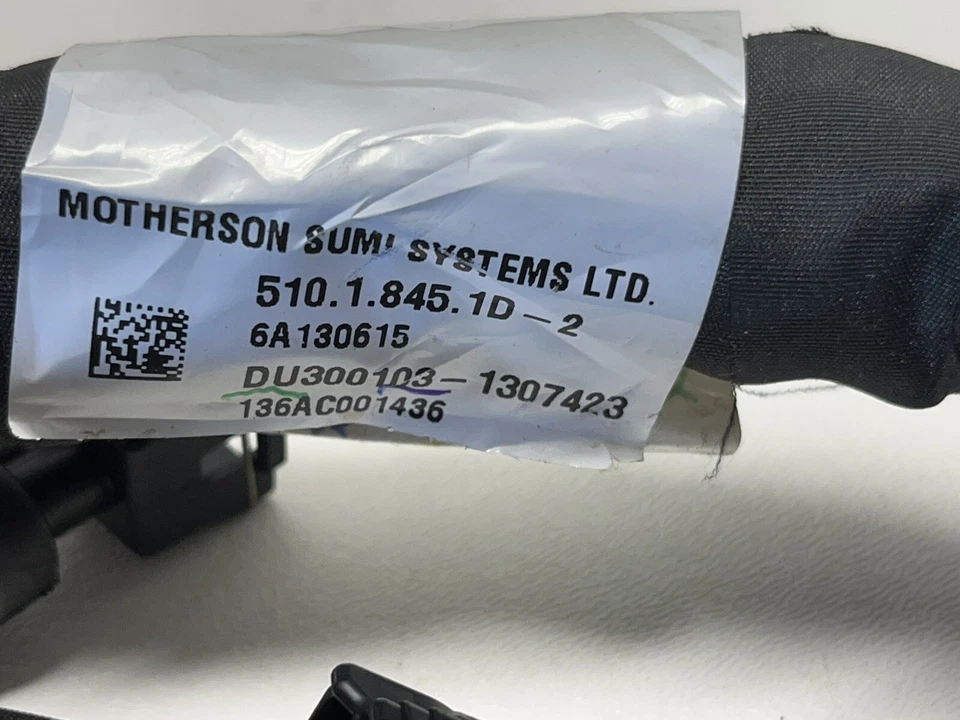 MOTHERSON SUMI SYSTEMS LTD.
510.1.845.1D-2
6A130615
DU300103-1307423
136AC001436